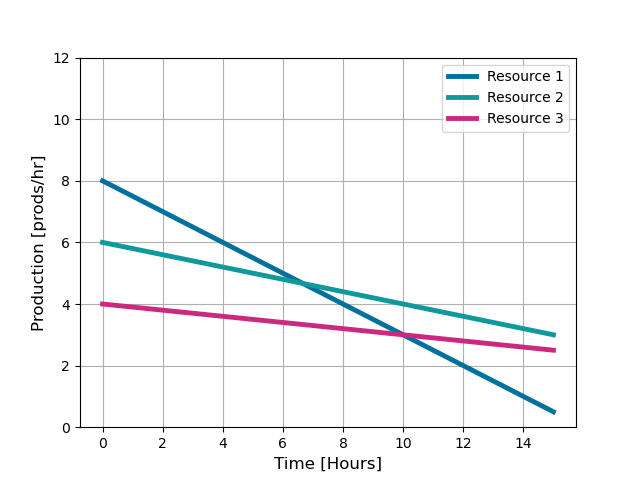 12
10
8
6
4
2
0
Production [prods/hr]
Resource 1
Resource 2
Resource 3
0 2 4 6 8 10 12 14
Time [Hours]